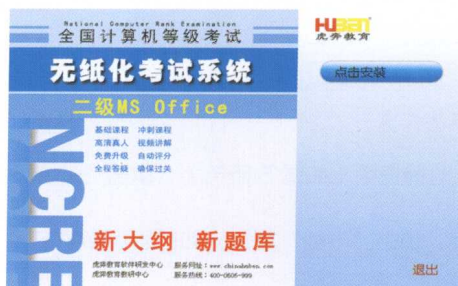 National Computer Rank Examination
全国计算机等级考试
无纸化考试系统
二级MS Office
基础课程 冲刺课程
高清真人 视频讲解
免费升级 自动评分
全程答疑 确保过关
NCRE
新大纲 新题库
虎奔教育软件研发中心 服务网址：www.chinahuben.com
虎奔教育教研中心 服务热线：400-0606-999
HUBEN
虎奔教育
点击安装
退出